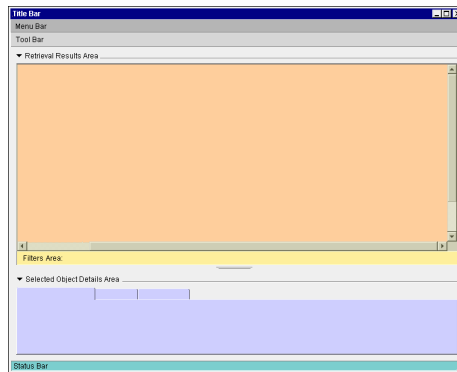 Title Bar
Menu Bar
Tool Bar
Retrieval Results Area
Filters Area:
Selected Object Details Area
Status Bar